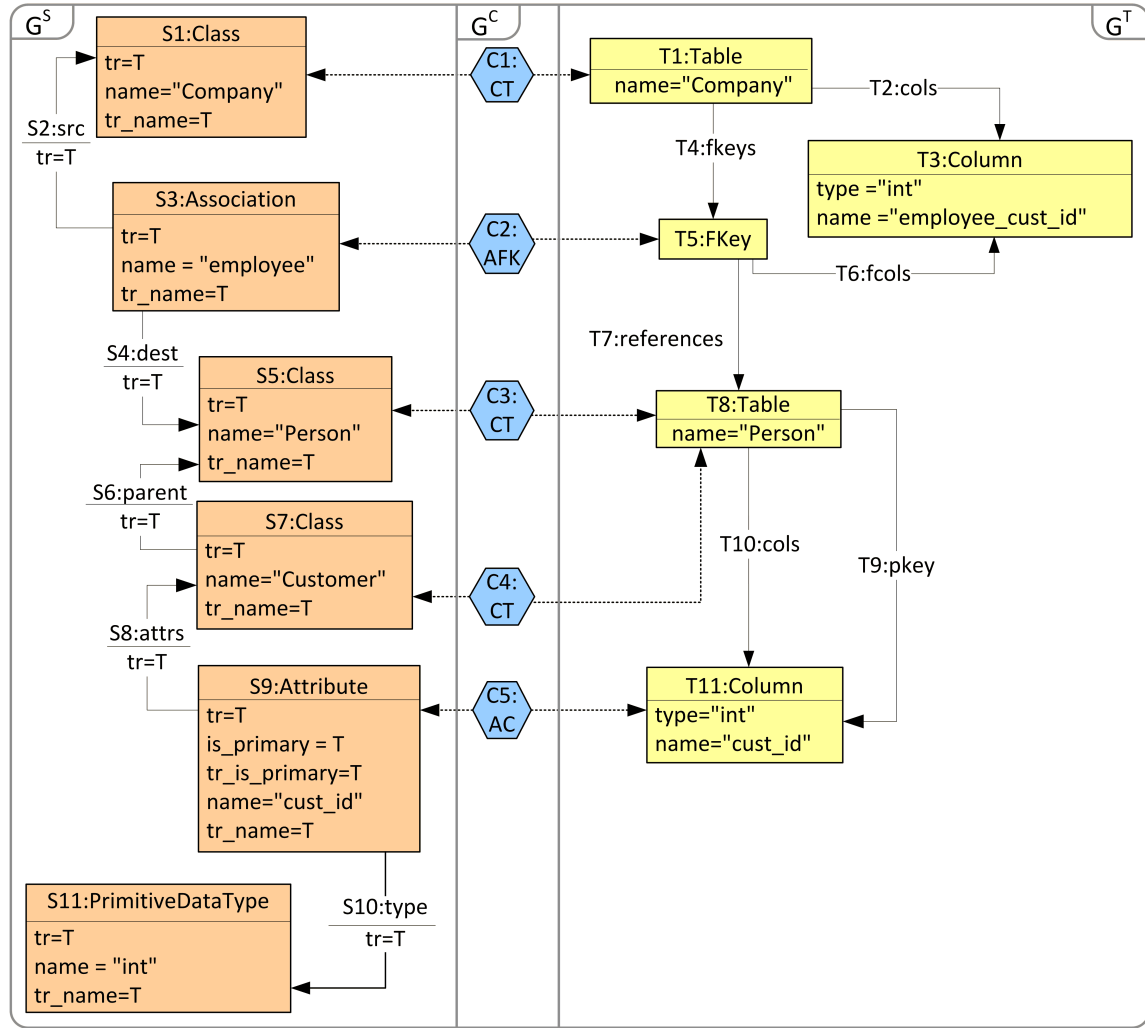 G^S
S1:Class
tr=T
name="Company"
tr_name=T
S2:src
tr=T
S3:Association
tr=T
name = "employee"
tr_name=T
S4:dest
tr=T
S5:Class
tr=T
name="Person"
tr_name=T
S6:parent
tr=T
S7:Class
tr=T
name="Customer"
tr_name=T
S8:attrs
tr=T
S9:Attribute
tr=T
is_primary = T
tr_is_primary=T
name="cust_id"
tr_name=T
S10:type
tr=T
S11:PrimitiveDataType
tr=T
name = "int"
tr_name=T
G^C
C1:
CT
C2:
AFK
C3:
CT
C4:
CT
C5:
AC
G^T
T1:Table
name="Company"
T2:cols
T3:Column
type ="int"
name ="employee_cust_id"
T4:fkeys
T5:FKey
T6:fcols
T7:references
T8:Table
name="Person"
T10:cols
T9:pkey
T11:Column
type="int"
name="cust_id"